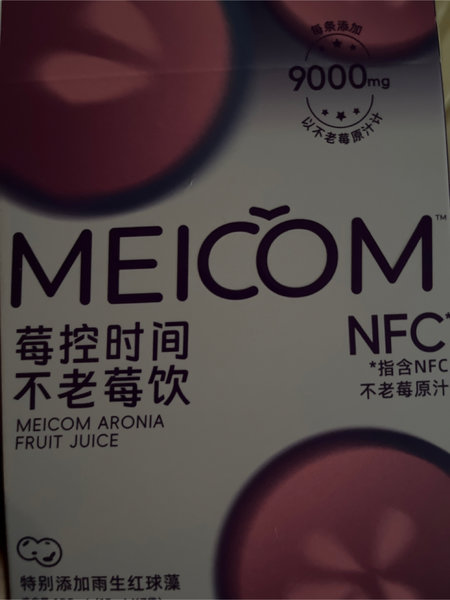 每条添加
9000mg
以不老莓原汁计
MEICOM™
莓控时间
不老莓饮
MEICOM ARONIA
FRUIT JUICE
NFC*
*指含NFC
不老莓原汁
特别添加雨生红球藻